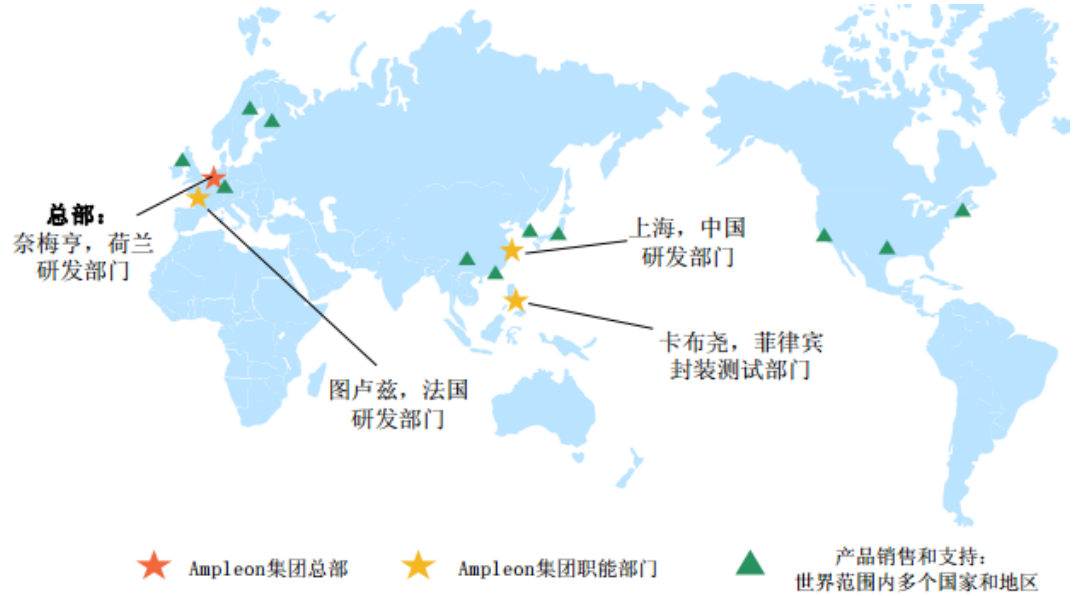 总部：
奈梅亨，荷兰
研发部门
上海，中国
研发部门
卡布尧，菲律宾
封装测试部门
图卢兹，法国
研发部门
Ampleon集团总部
Ampleon集团职能部门
产品销售和支持：
世界范围内多个国家和地区